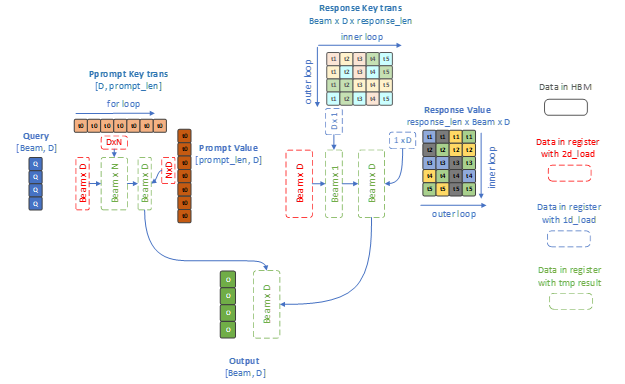 Response Key trans
Beam x D x response_len
inner loop
outer loop
t1 t2 t3 t4 t5
t1 t2 t3 t4 t5
t1 t2 t3 t4 t5
t1 t2 t3 t4 t5
Pprompt Key trans
[D, prompt_len]
for loop
t0 t0 t0 t0 t0 t0 t0
DxN
Query
[Beam, D]
Q
Q
Q
Q
Beam x D
Beam x N
Beam x D
NxD
Prompt Value
[prompt_len, D]
t0
t0
t0
t0
t0
t0
t0
D x 1
1 x D
Beam x D
Beam x 1
Beam x D
Response Value
response_len x Beam x D
t1 t1 t1 t1
t2 t2 t2 t2
t3 t3 t3 t3
t4 t4 t4 t4
t5 t5 t5 t5
inner loop
outer loop
Data in HBM
Data in register
with 2d_load
Data in register
with 1d_load
Data in register
with tmp result
O
O
O
O
Beam x D
Output
[Beam, D]